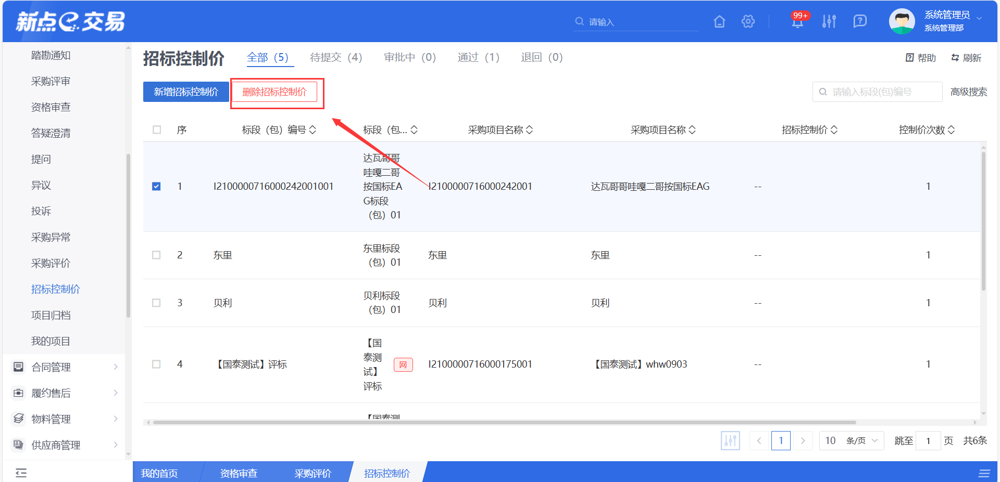 新点e交易
请输入
99+
系统管理员
系统管理部
踏勘通知
采购评审
资格审查
答疑澄清
提问
异议
投诉
采购异常
采购评价
招标控制价
项目归档
我的项目
合同管理
履约售后
物料管理
供应商管理
招标控制价
全部（5）
待提交（4）
审批中（0）
通过（1）
退回（0）
帮助
刷新
新增招标控制价
删除招标控制价
请输入标段(包)编号
高级搜索
序
标段（包）编号
标段（包...
采购项目名称
采购项目名称
招标控制价
控制价次数
1
I2100000716000242001001
达瓦哥哥
哇嘎二哥
按国标EA
G标段
（包）01
I2100000716000242001
达瓦哥哥哇嘎二哥按国标EAG
--
1
2
东里
东里标段
（包）01
东里
东里
--
1
3
贝利
贝利标段
（包）01
贝利
贝利
--
1
4
【国泰测试】评标
【国
泰测
试】
评标
网
I2100000716000175001
【国泰测试】whw0903
--
1
【国泰测
1
10
条/页
跳至
1
页
共6条
我的首页
资格审查
采购评价
招标控制价